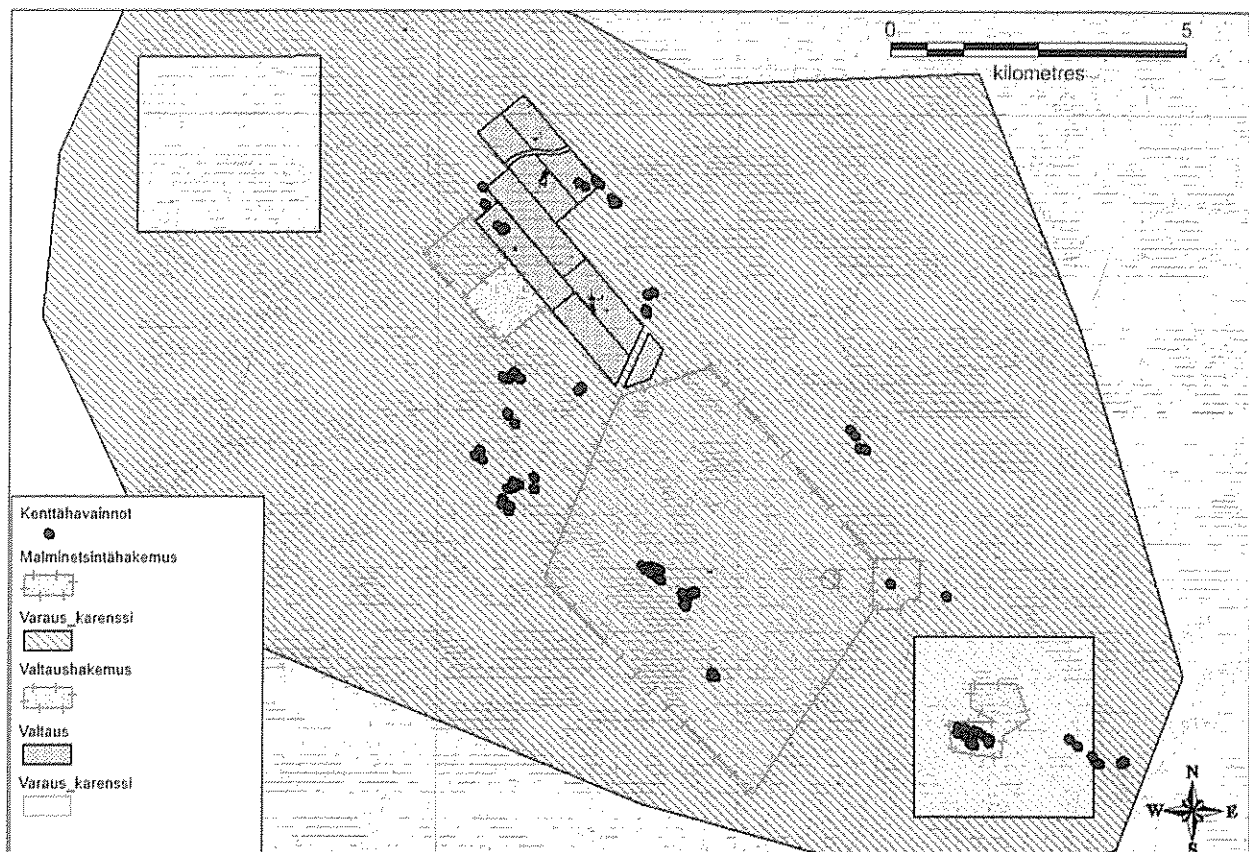 0 5
kilometres
Kenttähavainnot
Malminetsintähakemus
Varaus_karenssi
Valtaushakemus
Valtaus
Varaus_karenssi
N
W E
S